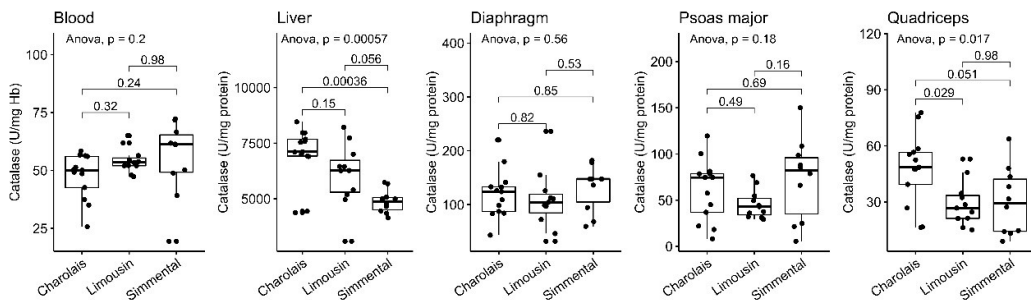 Blood
Anova, p = 0.2
0.98
0.24
0.32
Catalase (U/mg Hb)
100
75
50
25
Charolais
Limousin
Simmental
Liver
Anova, p = 0.00057
0.056
0.00036
0.15
Catalase (U/mg protein)
10000
7500
5000
Charolais
Limousin
Simmental
Diaphragm
Anova, p = 0.56
0.53
0.85
0.82
Catalase (U/mg protein)
400
300
200
100
Charolais
Limousin
Simmental
Psoas major
Anova, p = 0.18
0.16
0.69
0.49
Catalase (U/mg protein)
200
150
100
50
0
Charolais
Limousin
Simmental
Quadriceps
Anova, p = 0.017
0.98
0.051
0.029
Catalase (U/mg protein)
120
90
60
30
Charolais
Limousin
Simmental